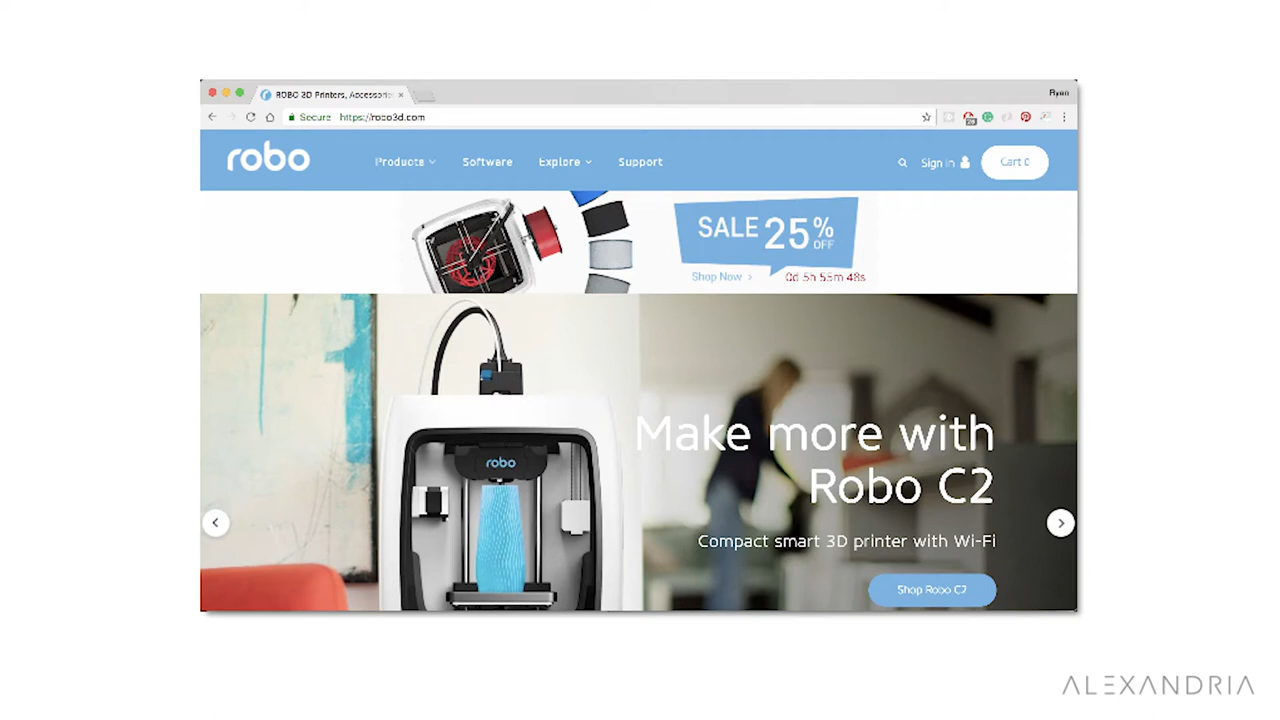 ROBO 3D Printers, Accessories
Ryan
Secure https://robo3d.com
robo
Products
Software
Explore
Support
Sign In
Cart 0
SALE 25% OFF
Shop Now >
0d 5h 55m 48s
robo
Make more with
Robo C2
Compact smart 3D printer with Wi-Fi
Shop Robo C2
ALEXANDRIA